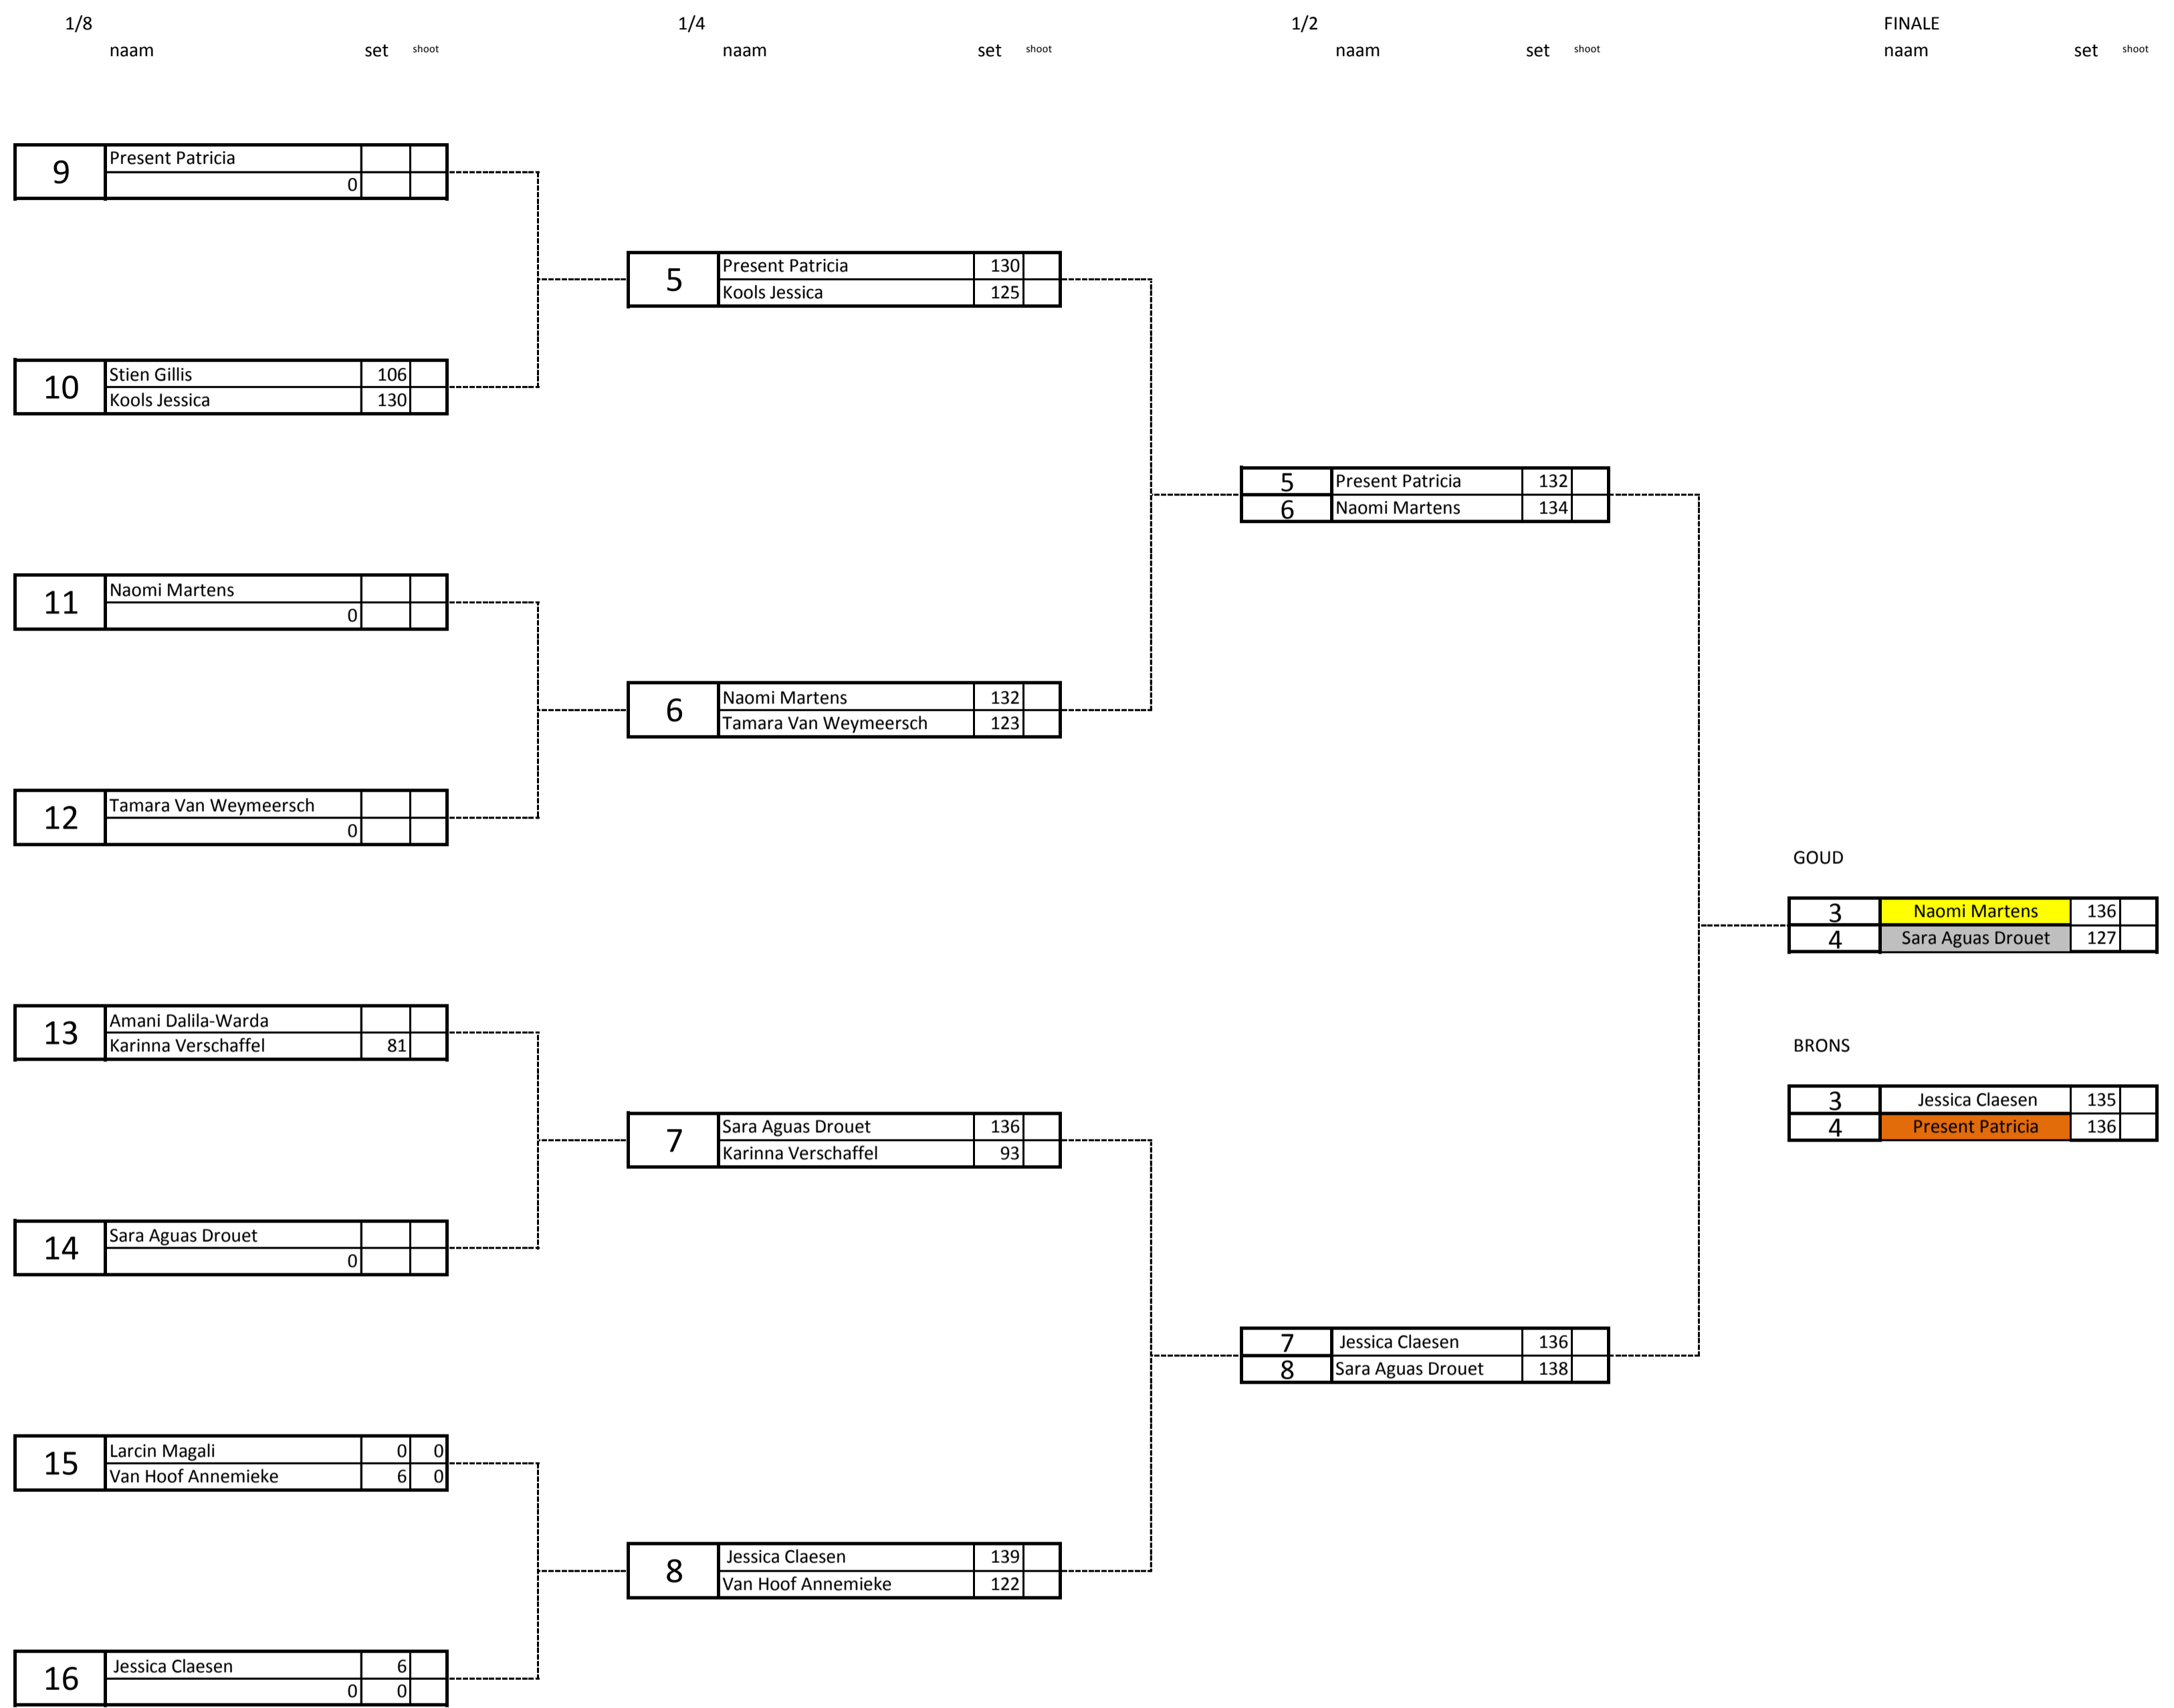 1/8 1/4 1/2 FINALE
naam set shoot naam set shoot naam set shoot naam set shoot
9 Present Patricia
0
5 Present Patricia 130
Kools Jessica 125
10 Stien Gillis 106
Kools Jessica 130
5 Present Patricia 132
6 Naomi Martens 134
11 Naomi Martens
0
6 Naomi Martens 132
Tamara Van Weymeersch 123
12 Tamara Van Weymeersch
0
GOUD
3 Naomi Martens 136
4 Sara Aguas Drouet 127
13 Amani Dalila-Warda
Karinna Verschaffel 81
BRONS
3 Jessica Claesen 135
4 Present Patricia 136
7 Sara Aguas Drouet 136
Karinna Verschaffel 93
14 Sara Aguas Drouet
0
7 Jessica Claesen 136
8 Sara Aguas Drouet 138
15 Larcin Magali 0 0
Van Hoof Annemieke 6 0
8 Jessica Claesen 139
Van Hoof Annemieke 122
16 Jessica Claesen 6
0 0